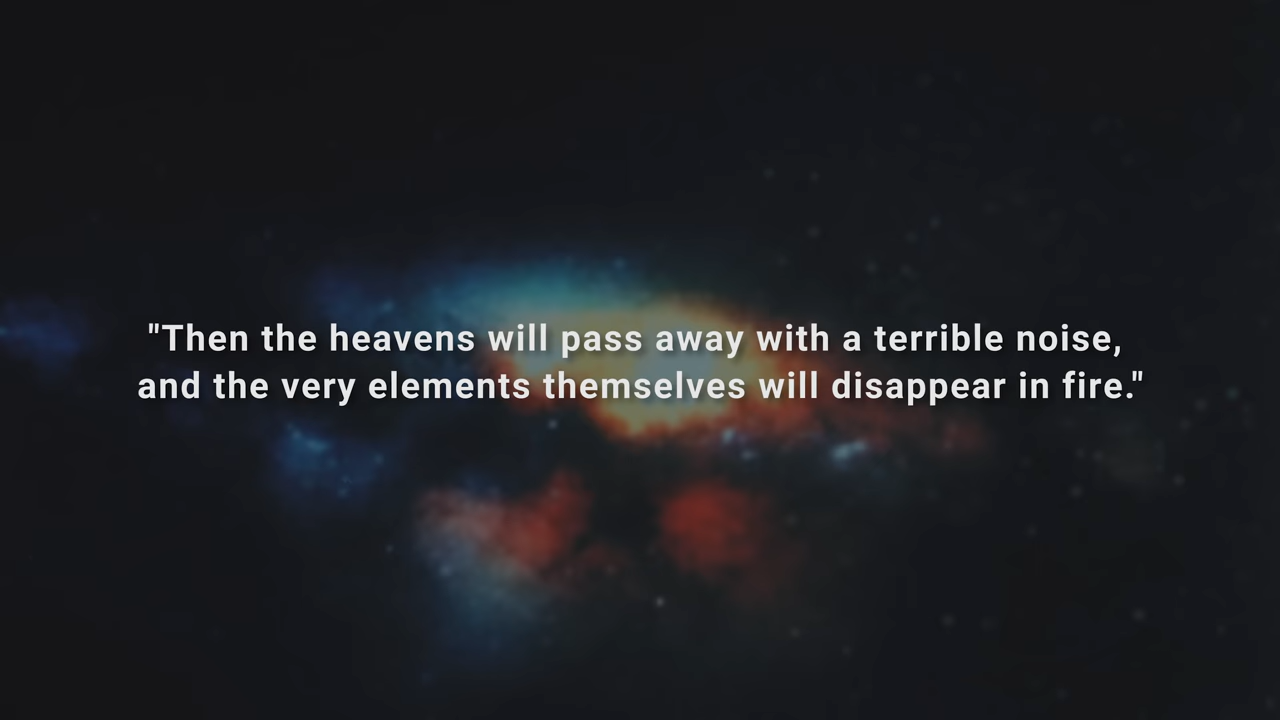 "Then the heavens will pass away with a terrible noise,
and the very elements themselves will disappear in fire."